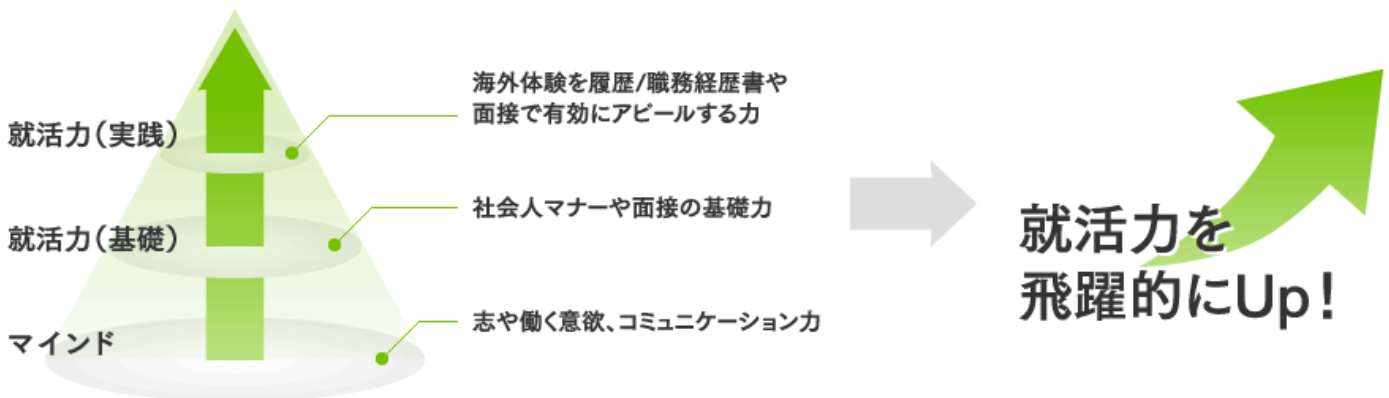 就活力（実践）
海外体験を履歴/職務経歴書や
面接で有効にアピールする力
就活力（基礎）
社会人マナーや面接の基礎力
マインド
志や働く意欲、コミュニケーション力
就活力を
飛躍的にUp！